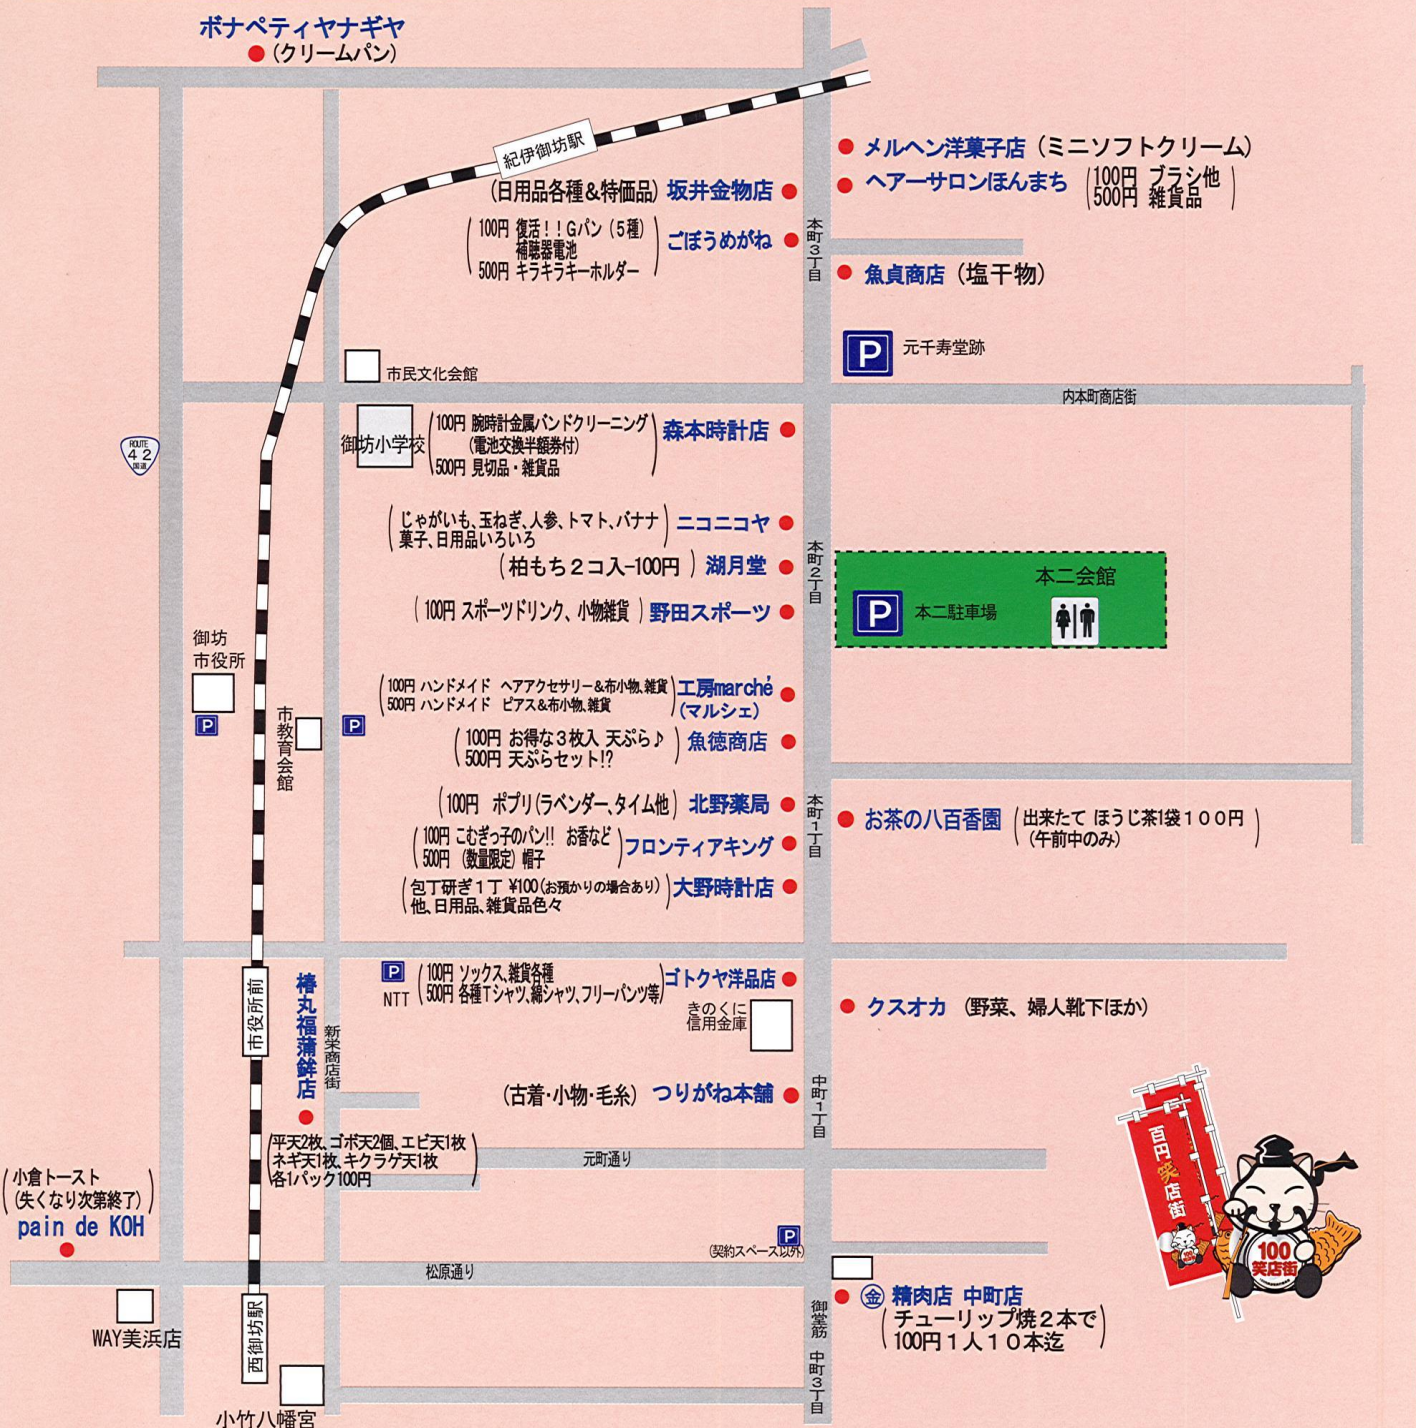 ボナペティヤナギヤ
(クリームパン)
紀伊御坊駅
メルヘン洋菓子店 (ミニソフトクリーム)
ヘアーサロンほんまち
100円 ブラシ他
500円 雑貨品
(日用品各種&特価品) 坂井金物店
100円 復活!!Gパン(5種)
補聴器電池
500円 キラキラキーホルダー
ごぼうめがね
本町3丁目
魚貞商店 (塩干物)
P 元千寿堂跡
市民文化会館
内本町商店街
御坊小学校
100円 腕時計金属バンドクリーニング
(電池交換半額券付)
500円 見切品・雑貨品
森本時計店
ROUTE
42
国道
じゃがいも、玉ねぎ、人参、トマト、バナナ
菓子、日用品いろいろ
ニコニコヤ
(柏もち2コ入-100円) 湖月堂
(100円 スポーツドリンク、小物雑貨) 野田スポーツ
本町2丁目
本二会館
P 本二駐車場
御坊
市役所
P
市教育会館
P
100円 ハンドメイド ヘアアクセサリー&布小物、雑貨
500円 ハンドメイド ピアス&布小物、雑貨
工房marché
(マルシェ)
100円 お得な3枚入 天ぷら♪
500円 天ぷらセット!?
魚徳商店
(100円 ポプリ(ラベンダー、タイム他) 北野薬局
100円 こむぎっ子のパン!! お香など
500円 (数量限定) 帽子
フロンティアキング
包丁研ぎ1丁 ¥100(お預かりの場合あり)
他、日用品、雑貨品色々
大野時計店
本町1丁目
お茶の八百香園
出来たて ほうじ茶1袋100円
(午前中のみ)
市役所前
椿丸福蒲鉾店
新栄商店街
P
NTT
100円 ソックス、雑貨各種
500円 各種Tシャツ、綿シャツ、フリーパンツ等
ゴトクヤ洋品店
きのくに
信用金庫
クスオカ (野菜、婦人靴下ほか)
(古着・小物・毛糸) つりがね本舗
中町1丁目
平天2枚、ゴボ天2個、エビ天1枚
ネギ天1枚、キクラゲ天1枚
各1パック100円
元町通り
小倉トースト
(失くなり次第終了)
pain de KOH
P
(契約スペース以外)
松原通り
WAY美浜店
西御坊駅
小竹八幡宮
御堂筋 中町3丁目
金 精肉店 中町店
チューリップ焼2本で
100円1人10本迄
百円笑店街
100
笑店街